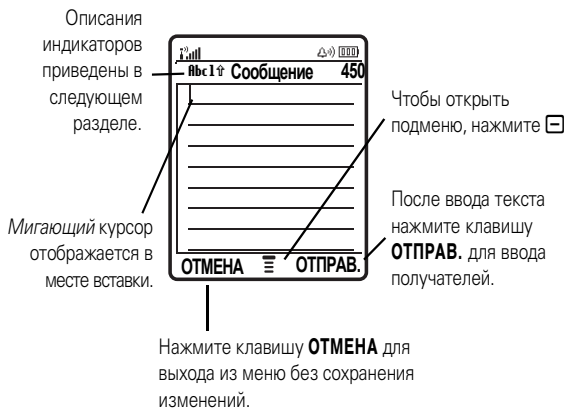 Описания
индикаторов
приведены в
следующем
разделе.
Abc1⇧ Сообщение 450
Чтобы открыть
подменю, нажмите
Мигающий курсор
отображается в
месте вставки.
После ввода текста
нажмите клавишу
ОТПРАВ. для ввода
получателей.
ОТМЕНА ОТПРАВ.
Нажмите клавишу ОТМЕНА для
выхода из меню без сохранения
изменений.